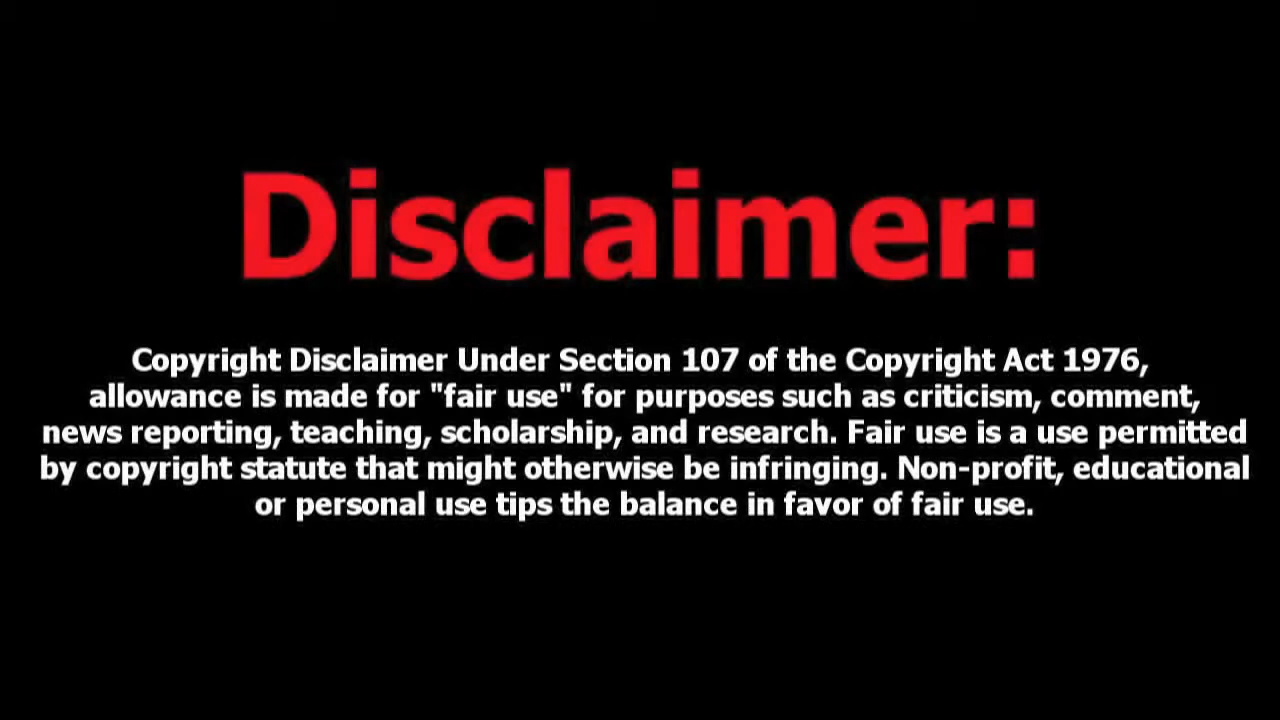 Disclaimer:
Copyright Disclaimer Under Section 107 of the Copyright Act 1976,
allowance is made for "fair use" for purposes such as criticism, comment,
news reporting, teaching, scholarship, and research. Fair use is a use permitted
by copyright statute that might otherwise be infringing. Non-profit, educational
or personal use tips the balance in favor of fair use.